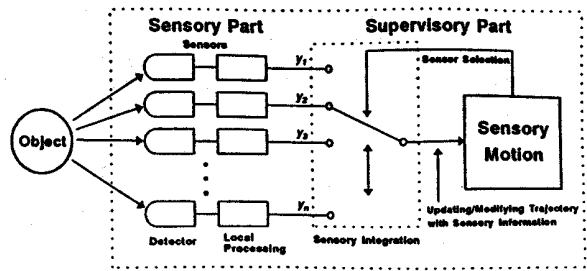 Sensory Part
Supervisory Part
Sensors
Sensor Selection
y1
y2
y3
yn
Object
Sensory
Motion
Updating/Modifying Trajectory
with Sensory Information
Detector
Local
Processing
Sensory Integration